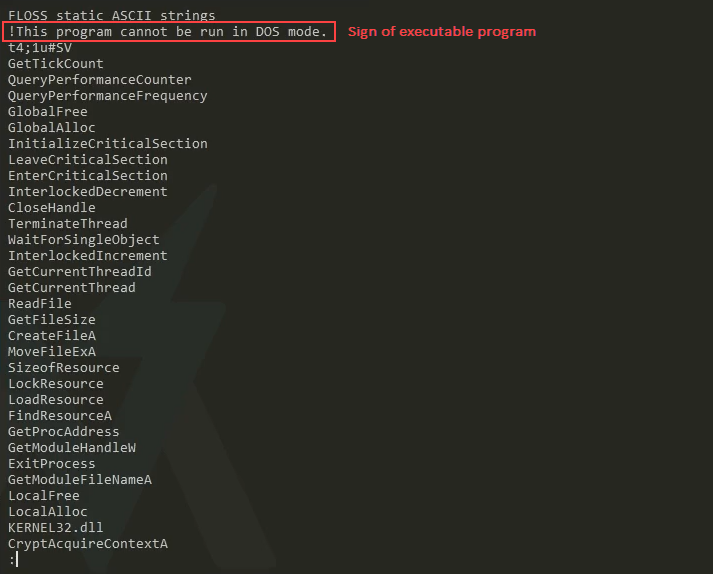 FLOSS static ASCII strings
!This program cannot be run in DOS mode. Sign of executable program
t4;1u#SV
GetTickCount
QueryPerformanceCounter
QueryPerformanceFrequency
GlobalFree
GlobalAlloc
InitializeCriticalSection
LeaveCriticalSection
EnterCriticalSection
InterlockedDecrement
CloseHandle
TerminateThread
WaitForSingleObject
InterlockedIncrement
GetCurrentThreadId
GetCurrentThread
ReadFile
GetFileSize
CreateFileA
MoveFileExA
SizeofResource
LockResource
LoadResource
FindResourceA
GetProcAddress
GetModuleHandleW
ExitProcess
GetModuleFileNameA
LocalFree
LocalAlloc
KERNEL32.dll
CryptAcquireContextA
: